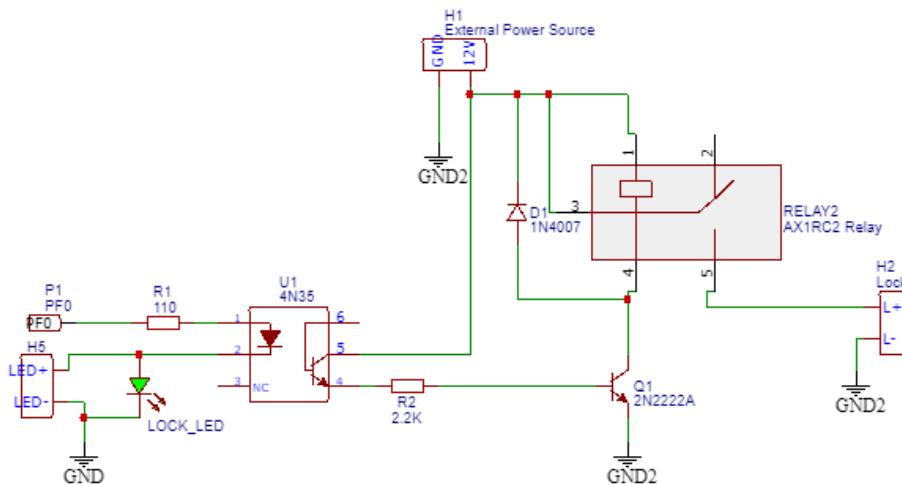 H1
External Power Source
GND
12V
GND2
1
2
3
D1
1N4007
RELAY2
AX1RC2 Relay
4
5
H2
Lock
L+
L-
GND2
P1
PF0
PF0
R1
110
U1
4N35
1
6
H5
2
5
LED+
3
NC
4
LED-
R2
2.2K
LOCK_LED
Q1
2N2222A
GND
GND2